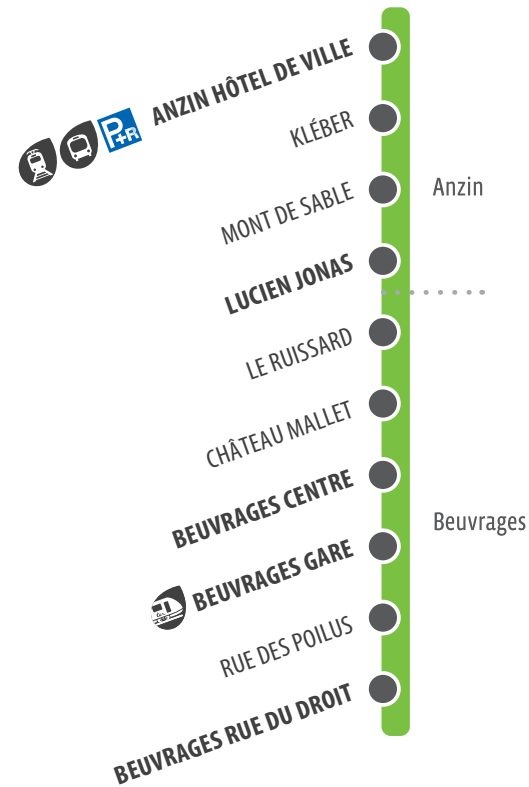 ANZIN HÔTEL DE VILLE
P+R
KLÉBER
MONT DE SABLE
Anzin
LUCIEN JONAS
LE RUISSARD
CHÂTEAU MALLET
BEUVRAGES CENTRE
Beuvrages
BEUVRAGES GARE
RUE DES POILUS
BEUVRAGES RUE DU DROIT